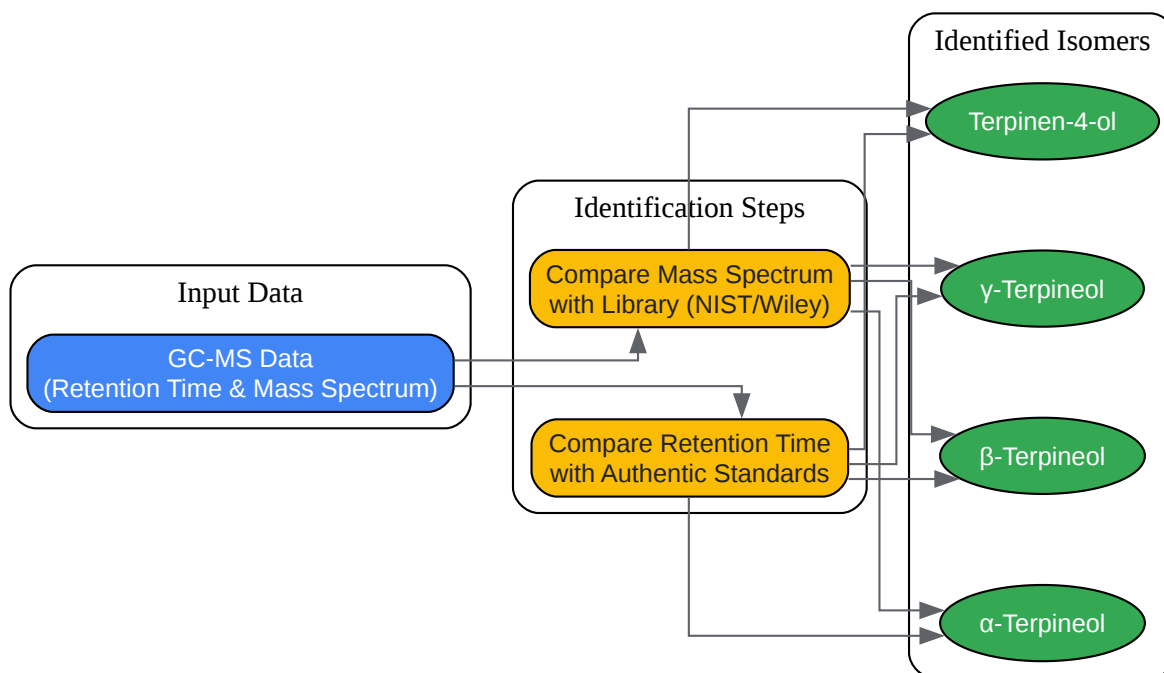 Input Data
GC-MS Data
(Retention Time & Mass Spectrum)
Identification Steps
Compare Mass Spectrum
with Library (NIST/Wiley)
Compare Retention Time
with Authentic Standards
Identified Isomers
Terpinen-4-ol
γ-Terpineol
β-Terpineol
α-Terpineol